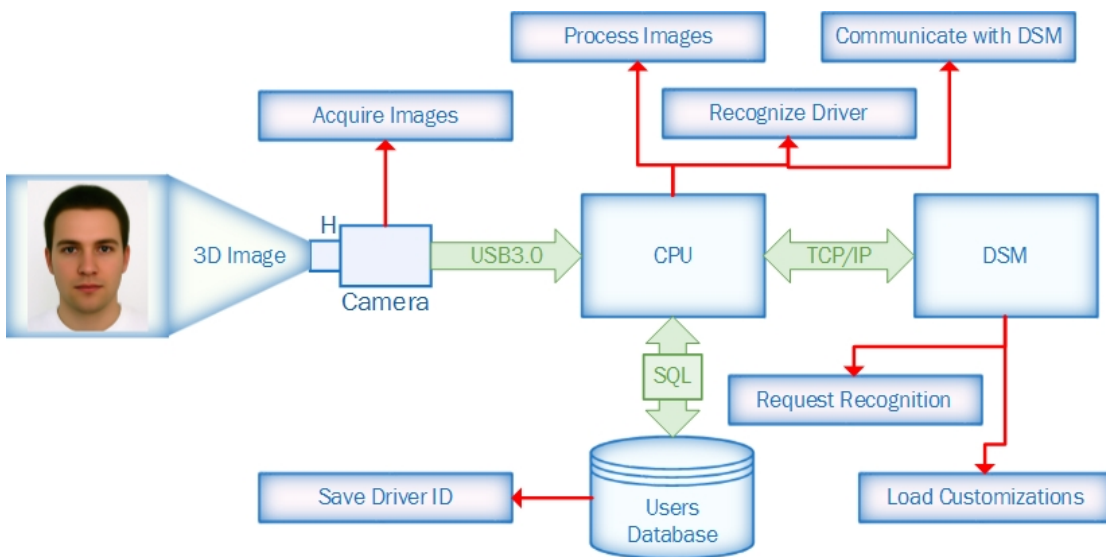 Process Images
Communicate with DSM
Acquire Images
Recognize Driver
3D Image
H
Camera
USB3.0
CPU
TCP/IP
DSM
SQL
Request Recognition
Save Driver ID
Users
Database
Load Customizations